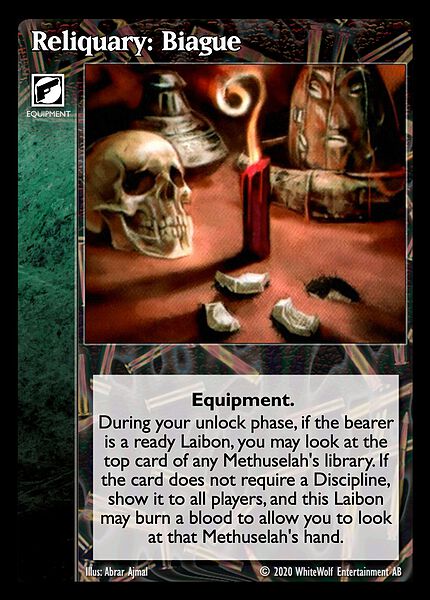 Reliquary: Biague
EQUIPMENT
Equipment.
During your unlock phase, if the bearer
is a ready Laibon, you may look at the
top card of any Methuselah's library. If
the card does not require a Discipline,
show it to all players, and this Laibon
may burn a blood to allow you to look
at that Methuselah's hand.
Illus: Abrar Ajmal
© 2020 WhiteWolf Entertainment AB